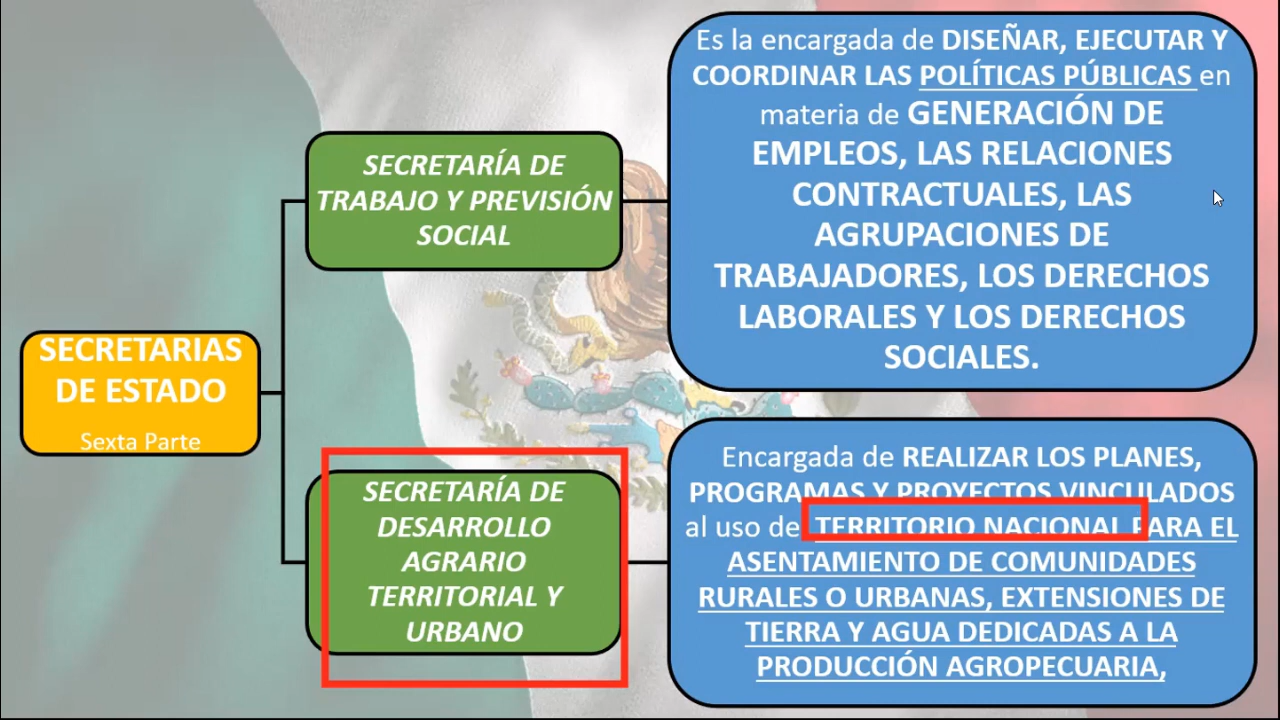 SECRETARIAS
DE ESTADO
Sexta Parte
SECRETARÍA DE
TRABAJO Y PREVISIÓN
SOCIAL
Es la encargada de DISEÑAR, EJECUTAR Y
COORDINAR LAS POLÍTICAS PÚBLICAS en
materia de GENERACIÓN DE
EMPLEOS, LAS RELACIONES
CONTRACTUALES, LAS
AGRUPACIONES DE
TRABAJADORES, LOS DERECHOS
LABORALES Y LOS DERECHOS
SOCIALES.
SECRETARÍA DE
DESARROLLO
AGRARIO
TERRITORIAL Y
URBANO
Encargada de REALIZAR LOS PLANES,
PROGRAMAS Y PROYECTOS VINCULADOS
al uso de TERRITORIO NACIONAL PARA EL
ASENTAMIENTO DE COMUNIDADES
RURALES O URBANAS, EXTENSIONES DE
TIERRA Y AGUA DEDICADAS A LA
PRODUCCIÓN AGROPECUARIA,